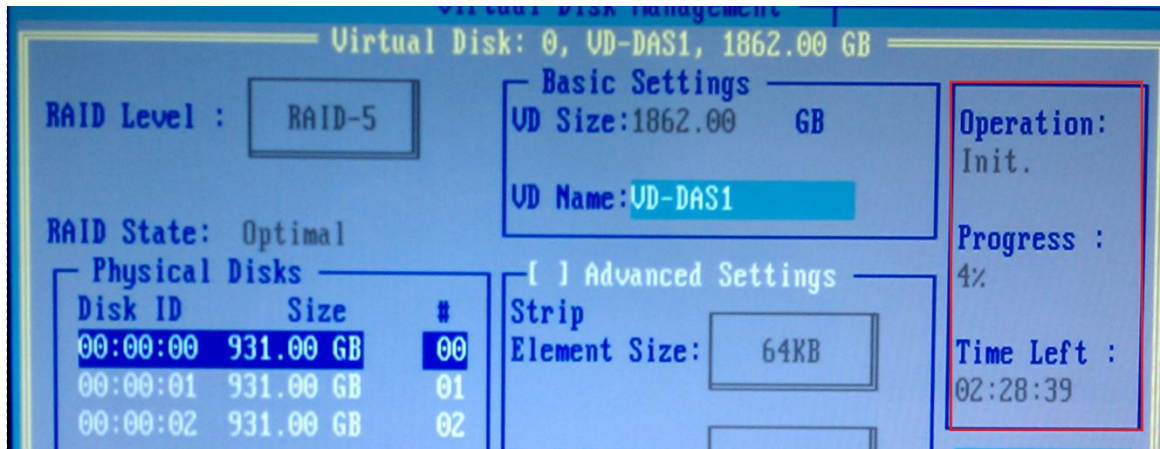 Virtual Disk Management
Virtual Disk: 0, VD-DAS1, 1862.00 GB
RAID Level : RAID-5
Basic Settings
VD Size:1862.00 GB
VD Name:VD-DAS1
RAID State: Optimal
Physical Disks
Disk ID Size #
00:00:00 931.00 GB 00
00:00:01 931.00 GB 01
00:00:02 931.00 GB 02
[ ] Advanced Settings
Strip
Element Size: 64KB
Operation:
Init.
Progress :
4%
Time Left :
02:28:39